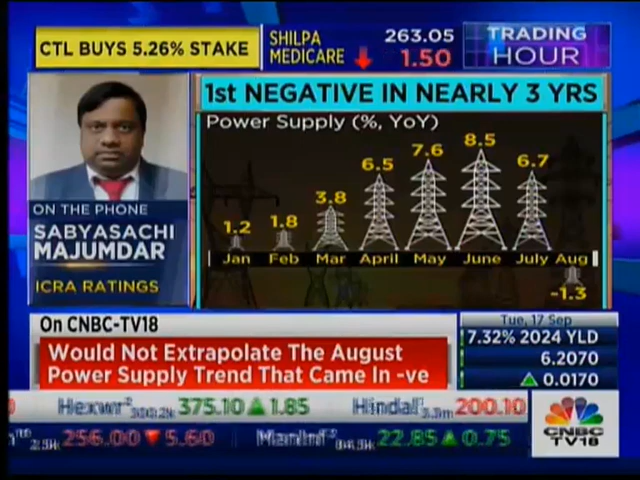 CTL BUYS 5.26% STAKE
SHILPA 263.05
MEDICARE 1.50
TRADING
HOUR
1st NEGATIVE IN NEARLY 3 YRS
Power Supply (%, YoY)
1.2 1.8 3.8 6.5 7.6 8.5 6.7
Jan Feb Mar April May June July Aug
-1.3
ON THE PHONE
SABYASACHI
MAJUMDAR
ICRA RATINGS
On CNBC-TV18
Would Not Extrapolate The August
Power Supply Trend That Came In -ve
Tue, 17 Sep
7.32% 2024 YLD
6.2070
0.0170
375.10 1.85 200.10
256.00 5.60 22.85 0.75
CNBC
TV18